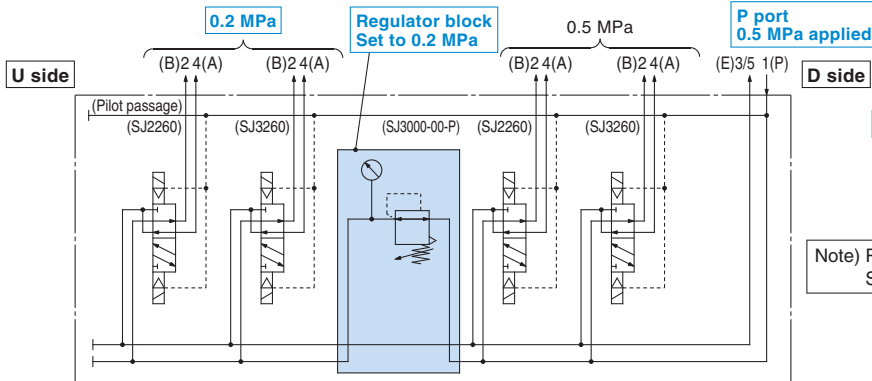 0.2 MPa
Regulator block
Set to 0.2 MPa
0.5 MPa
P port
0.5 MPa applied
U side
(B)2 4(A)
(B)2 4(A)
(B)2 4(A)
(B)2 4(A)
(E)3/5 1(P)
D side
(Pilot passage)
(SJ2260)
(SJ3260)
(SJ3000-00-P)
(SJ2260)
(SJ3260)
Note)